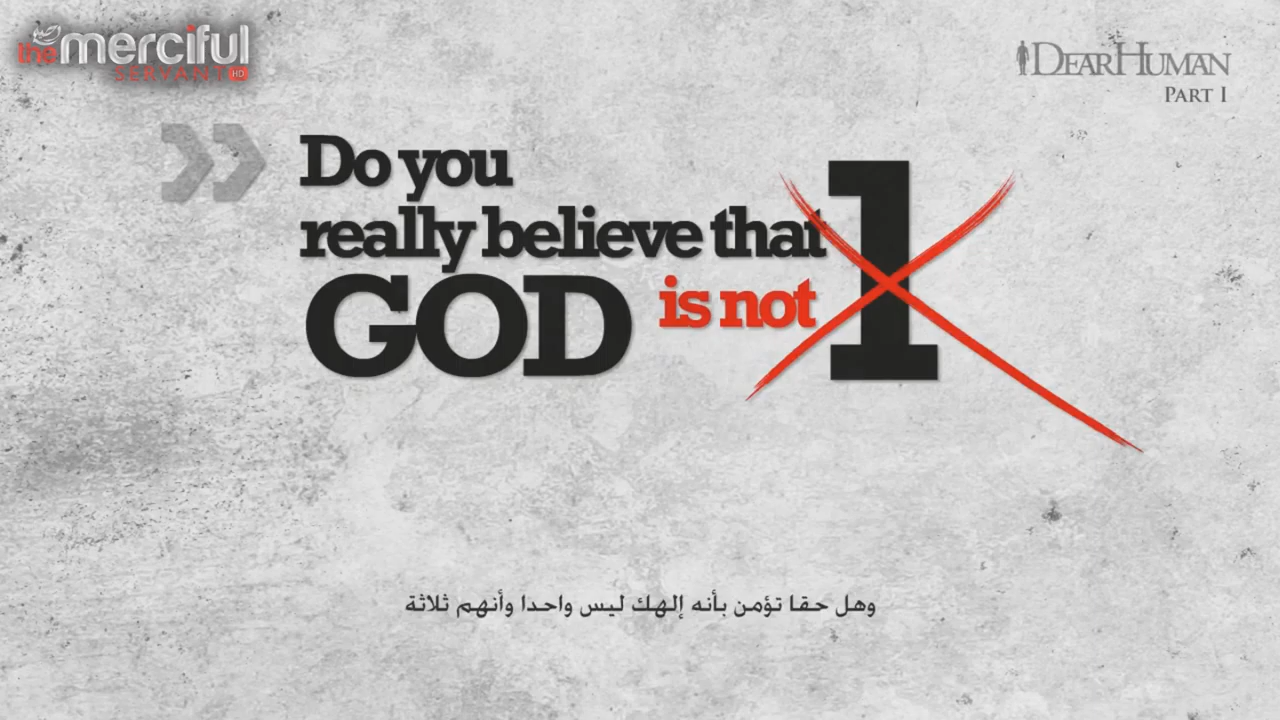 the merciful
SERVANT HD
DEARHUMAN
PART I
Do you
really believe that
GOD is not 1
وهل حقا تؤمن بأنه إلهك ليس واحدا وأنهم ثلاثة